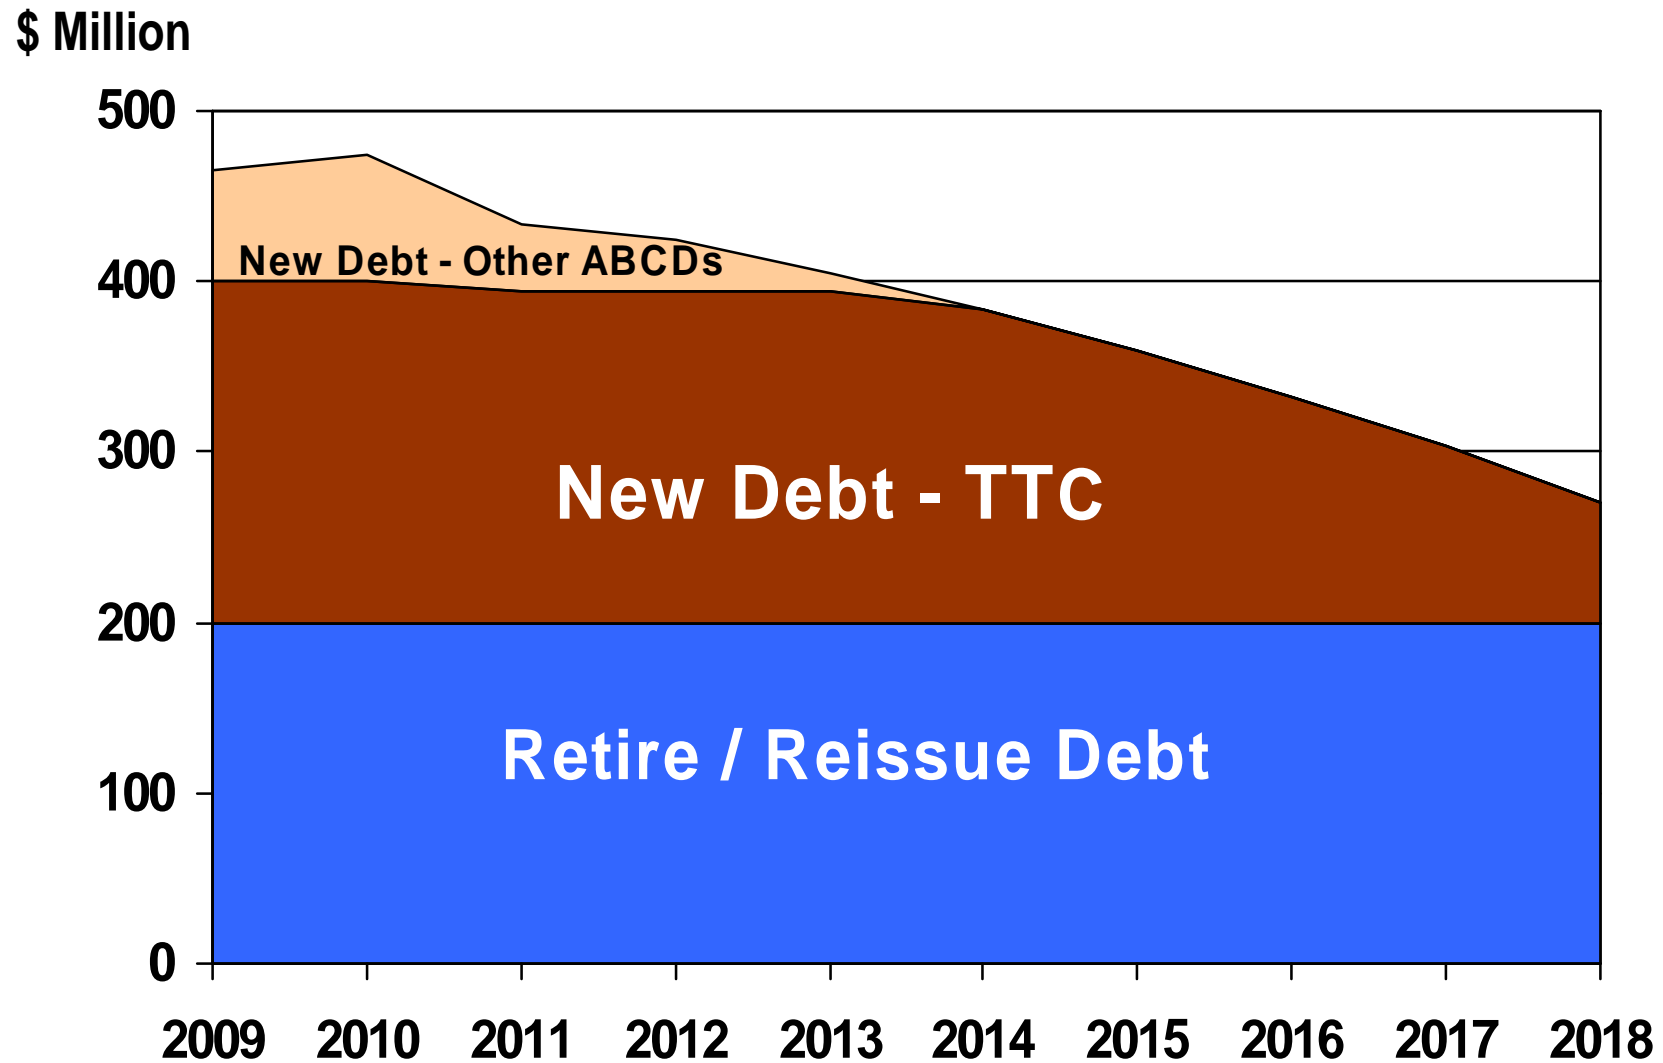 $ Million
500
400
300
200
100
0
New Debt - Other ABCDs
New Debt - TTC
Retire / Reissue Debt
2009 2010 2011 2012 2013 2014 2015 2016 2017 2018